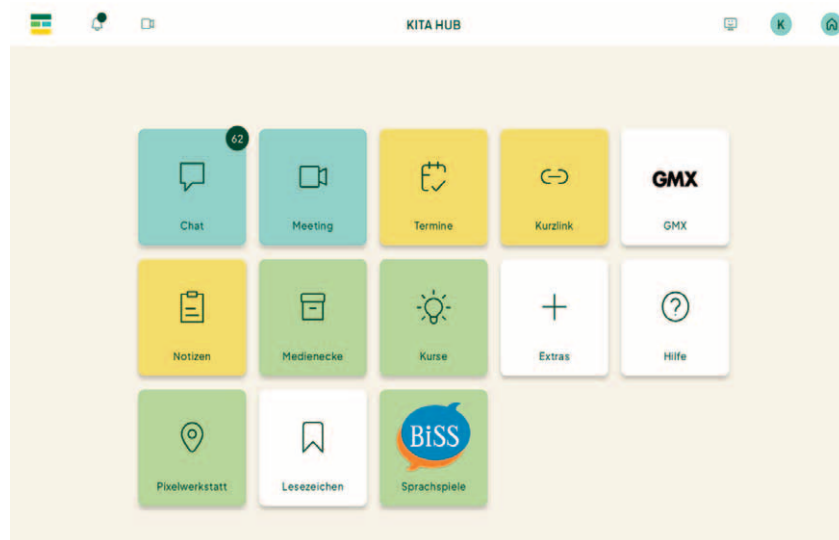 KITA HUB
K
62
Chat
Meeting
Termine
Kurzlink
GMX
GMX
Notizen
Medienecke
Kurse
Extras
Hilfe
Pixelwerkstatt
Lesezeichen
BiSS
Sprachspiele